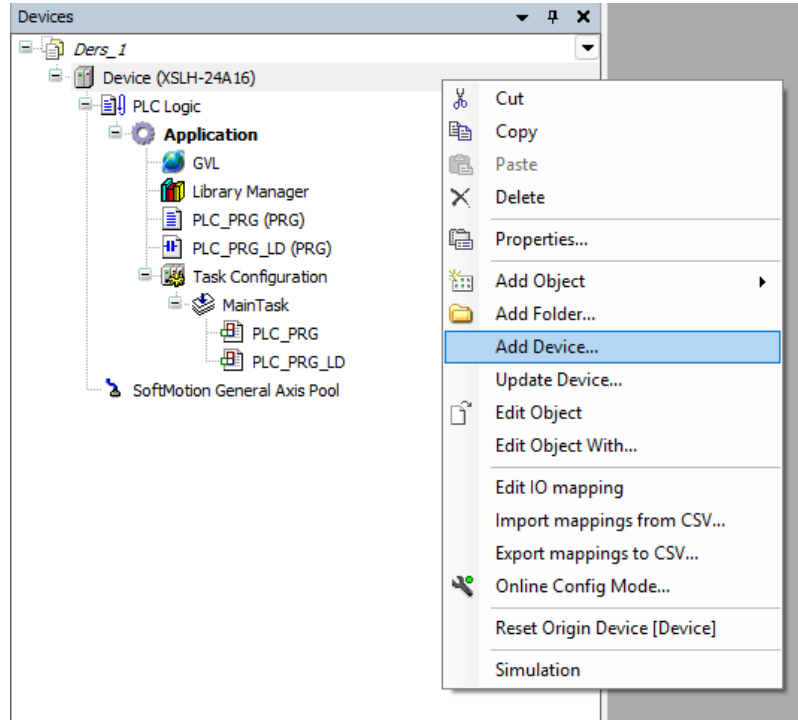 Devices
Ders_1
Device (XSLH-24A16)
PLC Logic
Application
GVL
Library Manager
PLC_PRG (PRG)
PLC_PRG_LD (PRG)
Task Configuration
MainTask
PLC_PRG
PLC_PRG_LD
SoftMotion General Axis Pool
Cut
Copy
Paste
Delete
Properties...
Add Object
Add Folder...
Add Device...
Update Device...
Edit Object
Edit Object With...
Edit IO mapping
Import mappings from CSV...
Export mappings to CSV...
Online Config Mode...
Reset Origin Device [Device]
Simulation